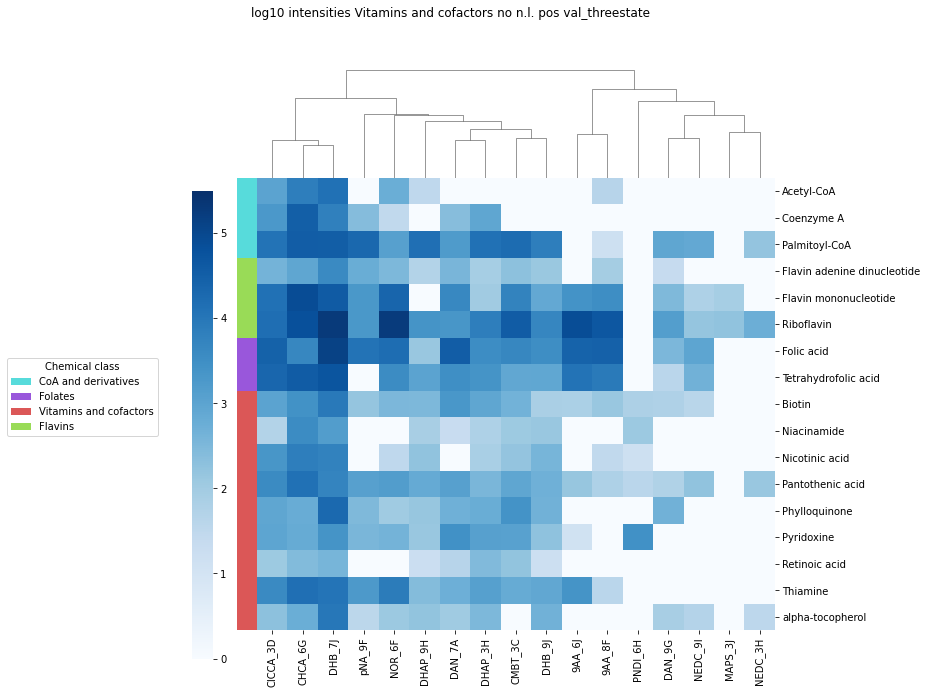 log10 intensities Vitamins and cofactors no n.l. pos val_threestate
Acetyl-CoA
Coenzyme A
Palmitoyl-CoA
Flavin adenine dinucleotide
Flavin mononucleotide
Riboflavin
Folic acid
Tetrahydrofolic acid
Biotin
Niacinamide
Nicotinic acid
Pantothenic acid
Phylloquinone
Pyridoxine
Retinoic acid
Thiamine
alpha-tocopherol
5
4
3
2
1
0
Chemical class
CoA and derivatives
Folates
Vitamins and cofactors
Flavins
ClCCA_3D
CHCA_6G
DHB_7J
pNA_9F
NOR_6F
DHAP_9H
DAN_7A
DHAP_3H
CMBT_3C
DHB_9J
9AA_6J
9AA_8F
PNDI_6H
DAN_9G
NEDC_9I
MAPS_3J
NEDC_3H